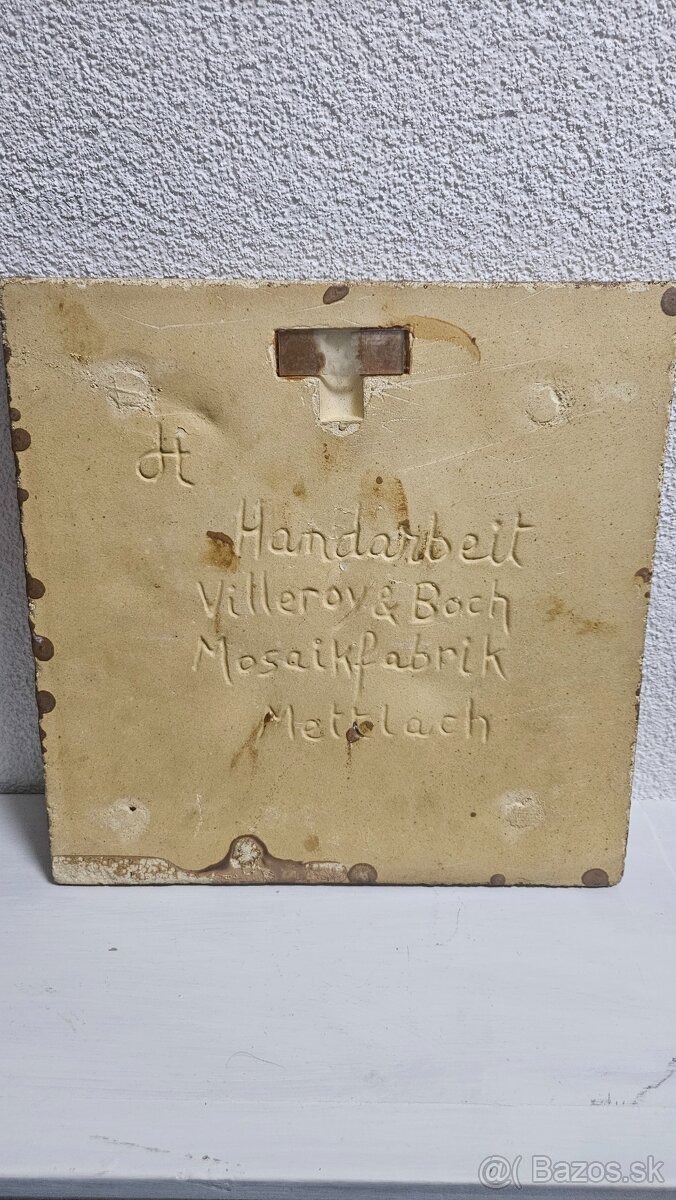 H
Handarbeit
Villeroy & Boch
Mosaikfabrik
Mettlach
@( Bazos.sk